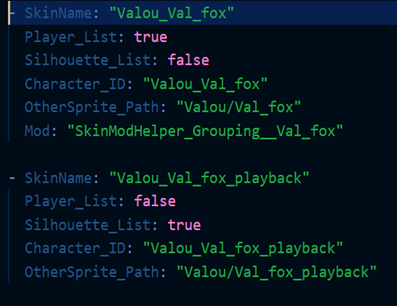 - SkinName: "Valou_Val_fox"
Player_List: true
Silhouette_List: false
Character_ID: "Valou_Val_fox"
OtherSprite_Path: "Valou/Val_fox"
Mod: "SkinModHelper_Grouping__Val_fox"
- SkinName: "Valou_Val_fox_playback"
Player_List: false
Silhouette_List: true
Character_ID: "Valou_Val_fox_playback"
OtherSprite_Path: "Valou/Val_fox_playback"